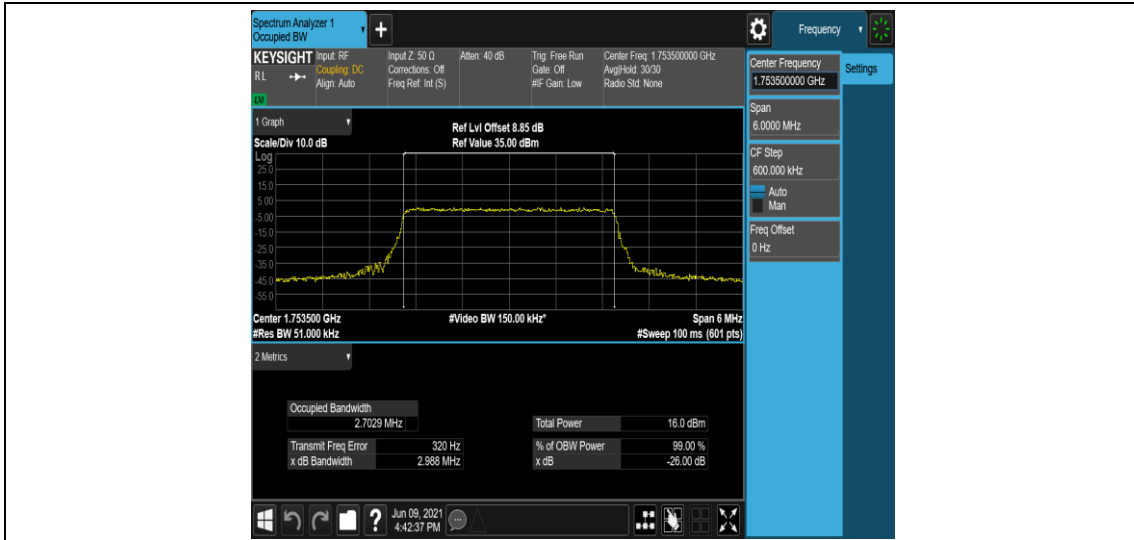 Spectrum Analyzer 1
Occupied BW
Frequency
KEYSIGHT
RL
Input: RF
Coupling: DC
Align: Auto
Input Z: 50 Ω
Corrections: Off
Freq Ref: Int (S)
Atten: 40 dB
Trig: Free Run
Gate: Off
#IF Gain: Low
Center Freq: 1.753500000 GHz
Avg|Hold: 30/30
Radio Std: None
Center Frequency
1.753500000 GHz
Settings
Span
6.0000 MHz
CF Step
600.000 kHz
Auto
Man
Freq Offset
0 Hz
1 Graph
Ref Lvl Offset 8.85 dB
Scale/Div 10.0 dB
Ref Value 35.00 dBm
Log
25.0
15.0
5.00
-5.00
-15.0
-25.0
-35.0
-45.0
-55.0
Center 1.753500 GHz
#Video BW 150.00 kHz*
Span 6 MHz
#Res BW 51.000 kHz
#Sweep 100 ms (601 pts)
2 Metrics
Occupied Bandwidth
2.7029 MHz
Total Power 16.0 dBm
Transmit Freq Error 320 Hz
% of OBW Power 99.00 %
x dB Bandwidth 2.988 MHz
x dB -26.00 dB
?
Jun 09, 2021
4:42:37 PM